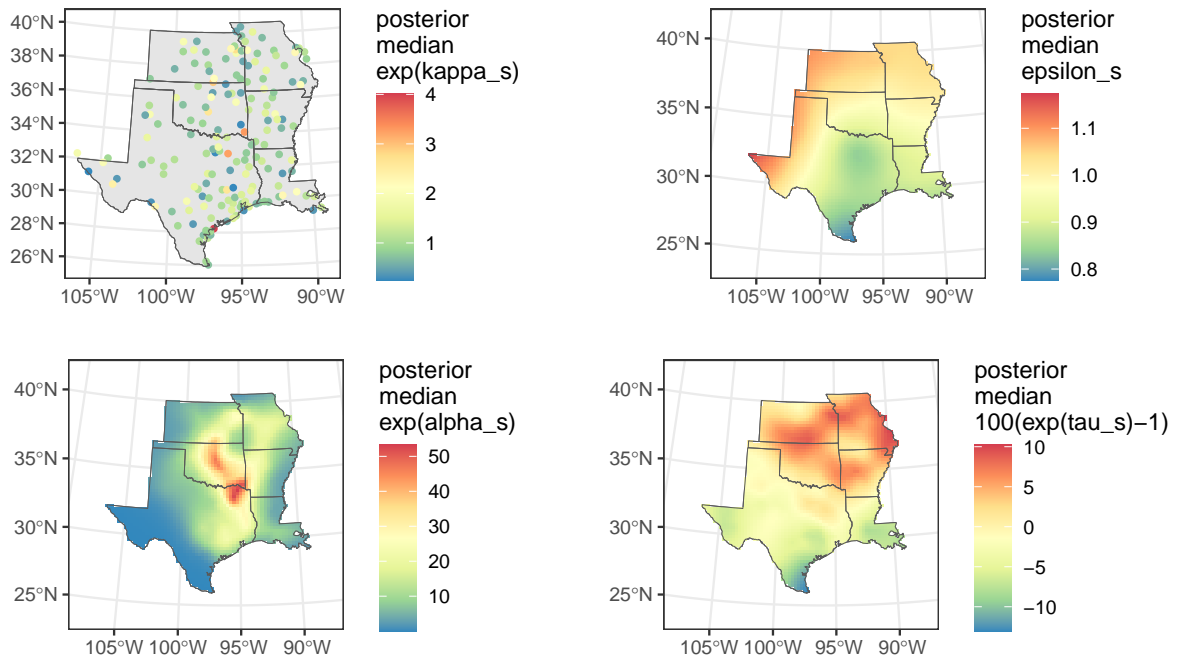 posterior
median
exp(kappa_s)
4
3
2
1
40°N
38°N
36°N
34°N
32°N
30°N
28°N
26°N
105°W 100°W 95°W 90°W
posterior
median
epsilon_s
1.1
1.0
0.9
0.8
40°N
35°N
30°N
25°N
105°W 100°W 95°W 90°W
posterior
median
exp(alpha_s)
50
40
30
20
10
40°N
35°N
30°N
25°N
105°W 100°W 95°W 90°W
posterior
median
100(exp(tau_s)−1)
10
5
0
−5
−10
40°N
35°N
30°N
25°N
105°W 100°W 95°W 90°W